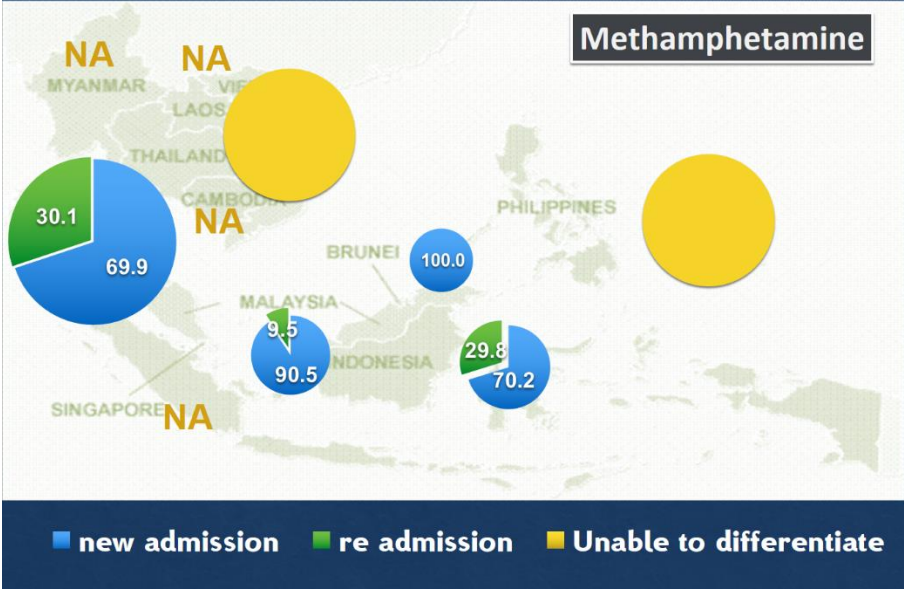 Methamphetamine
NA
NA
MYANMAR
VIE
LAOS
THAILAND
CAMBODIA
NA
PHILIPPINES
30.1
69.9
BRUNEI
100.0
MALAYSIA
9.5
90.5
INDONESIA
29.8
70.2
SINGAPORE
NA
new admission re admission Unable to differentiate